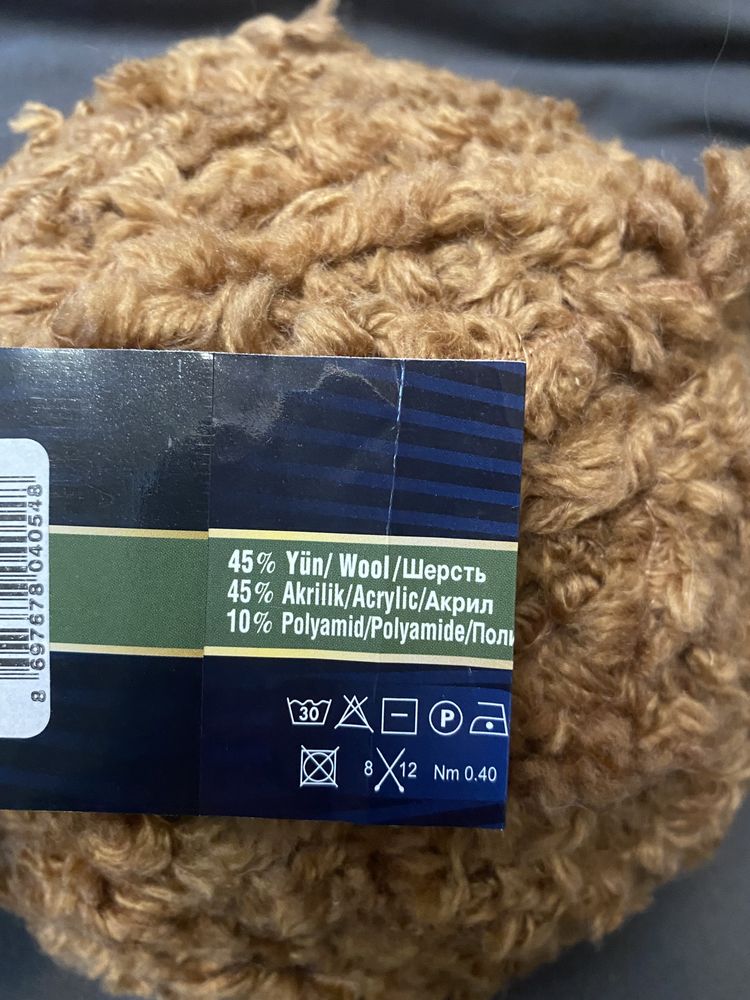 8 697678 040548
45% Yün/ Wool/Шерсть
45% Akrilik/Acrylic/Акрил
10% Polyamid/Polyamide/Поли
30 P
8 12 Nm 0.40